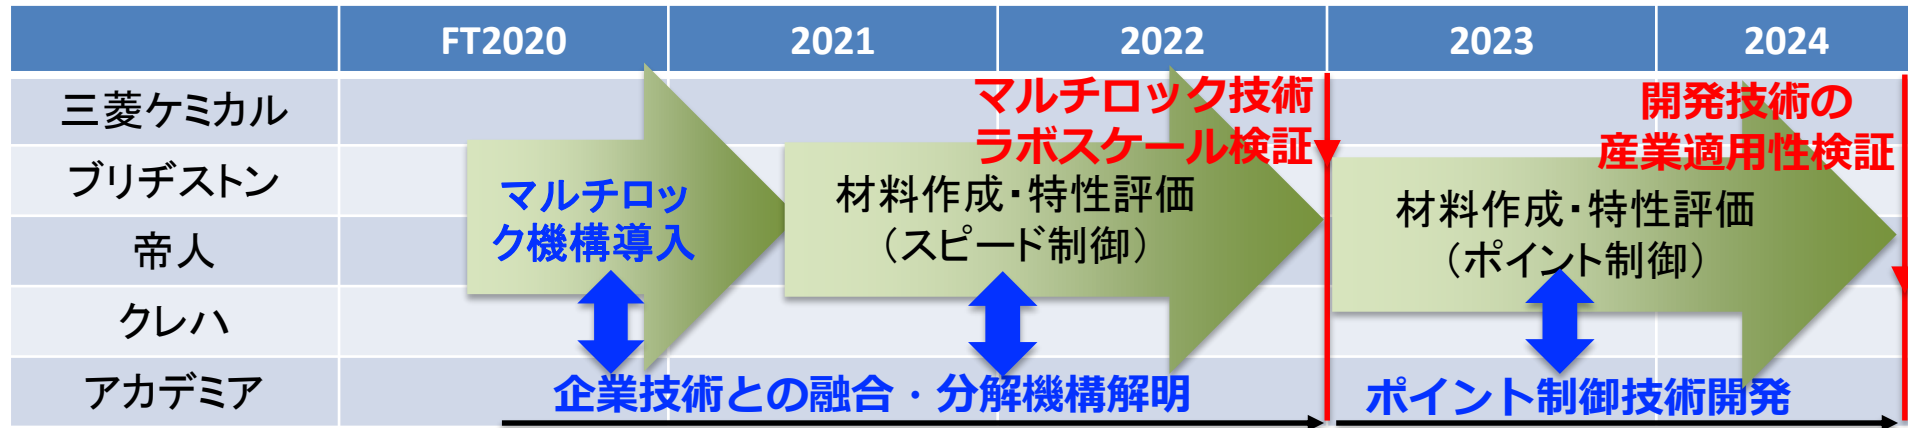 FT2020
2021
2022
2023
2024
三菱ケミカル
ブリヂストン
帝人
クレハ
アカデミア
マルチロッ
ク機構導入
マルチロック技術
ラボスケール検証
材料作成・特性評価
（スピード制御）
開発技術の
産業適用性検証
材料作成・特性評価
（ポイント制御）
企業技術との融合・分解機構解明
ポイント制御技術開発